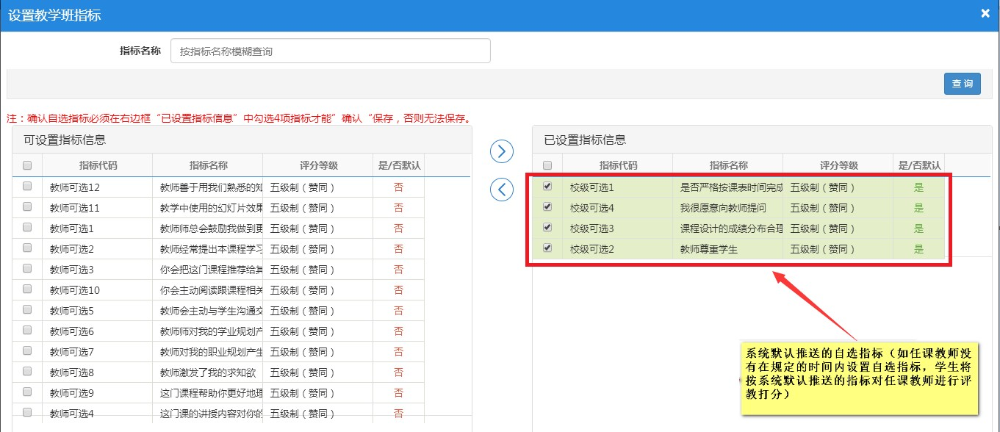 设置教学班指标
×
指标名称 按指标名称模糊查询
查 询
注：确认自选指标必须在右边框“已设置指标信息”中勾选4项指标才能”确认“保存，否则无法保存。
可设置指标信息
指标代码 指标名称 评分等级 是/否默认
教师可选12 教师善于用我们熟悉的知 五级制（赞同） 否
教师可选11 教学中使用的幻灯片效果 五级制（赞同） 否
教师可选1 教师师总会鼓励我做到更 五级制（赞同） 否
教师可选2 教师经常提出本课程学习 五级制（赞同） 否
教师可选3 你会把这门课程推荐给其 五级制（赞同） 否
教师可选10 你会主动阅读跟课程相关 五级制（赞同） 否
教师可选5 教师会主动与学生沟通交 五级制（赞同） 否
教师可选6 教师师对我的学业规划产 五级制（赞同） 否
教师可选7 教师对我的职业规划产生 五级制（赞同） 否
教师可选8 教师激发了我的求知欲 五级制（赞同） 否
教师可选9 这门课程帮助你更好地理 五级制（赞同） 否
教师可选4 这门课的讲授内容对你的 五级制（赞同） 否
已设置指标信息
指标代码 指标名称 评分等级 是/否默认
校级可选1 是否严格按课表时间完成 五级制（赞同） 是
校级可选4 我很愿意向教师提问 五级制（赞同） 是
校级可选3 课程设计的成绩分布合理 五级制（赞同） 是
校级可选2 教师尊重学生 五级制（赞同） 是
系统默认推送的自选指标（如任课教师没
有在规定的时间内设置自选指标，学生将
按系统默认推送的指标对任课教师进行评
教打分）